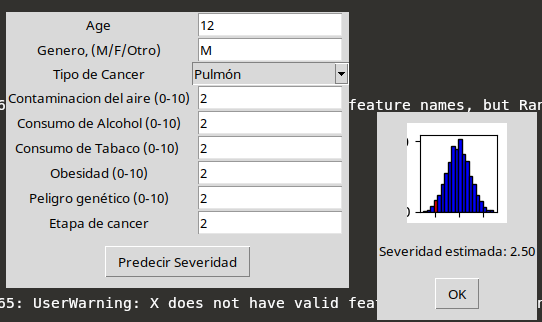 Age 12
Genero, (M/F/Otro) M
Tipo de Cancer Pulmón
Contaminacion del aire (0-10) 2
feature names, but Ran
Consumo de Alcohol (0-10) 2
Consumo de Tabaco (0-10) 2
Obesidad (0-10) 2
Peligro genético (0-10) 2
Etapa de cancer 2
Predecir Severidad
Severidad estimada: 2.50
OK
65: UserWarning: X does not have valid feat